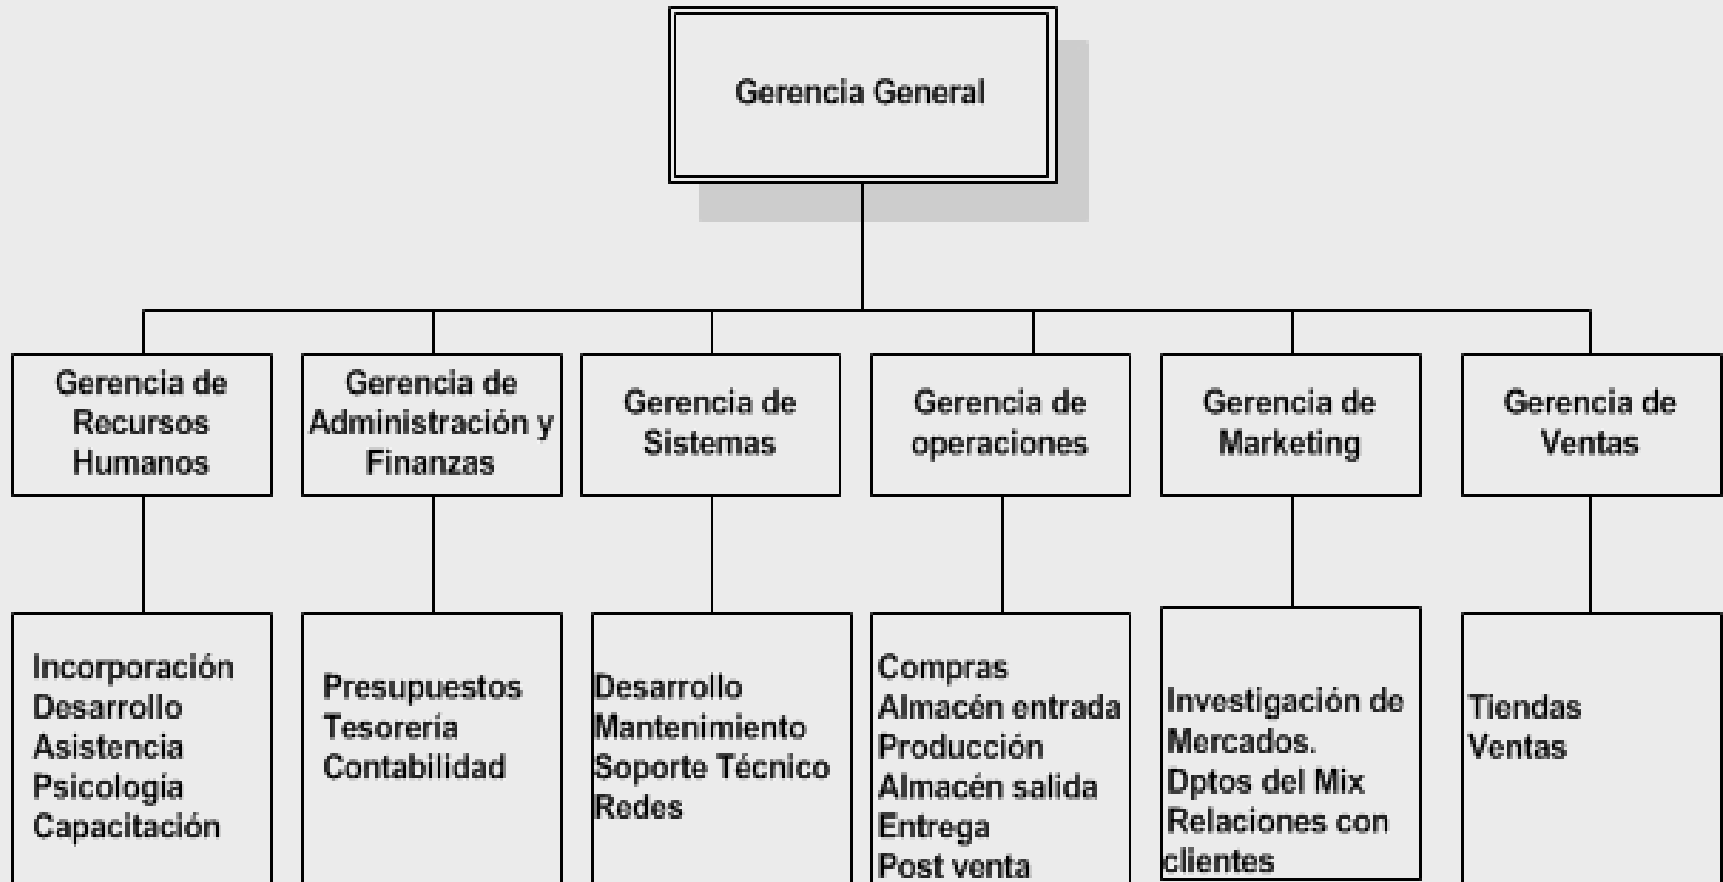 Gerencia General
Gerencia de
Recursos
Humanos
Gerencia de
Administración y
Finanzas
Gerencia de
Sistemas
Gerencia de
operaciones
Gerencia de
Marketing
Gerencia de
Ventas
Incorporación
Desarrollo
Asistencia
Psicología
Capacitación
Presupuestos
Tesorería
Contabilidad
Desarrollo
Mantenimiento
Soporte Técnico
Redes
Compras
Almacén entrada
Producción
Almacén salida
Entrega
Post venta
Investigación de
Mercados.
Dptos del Mix
Relaciones con
clientes
Tiendas
Ventas